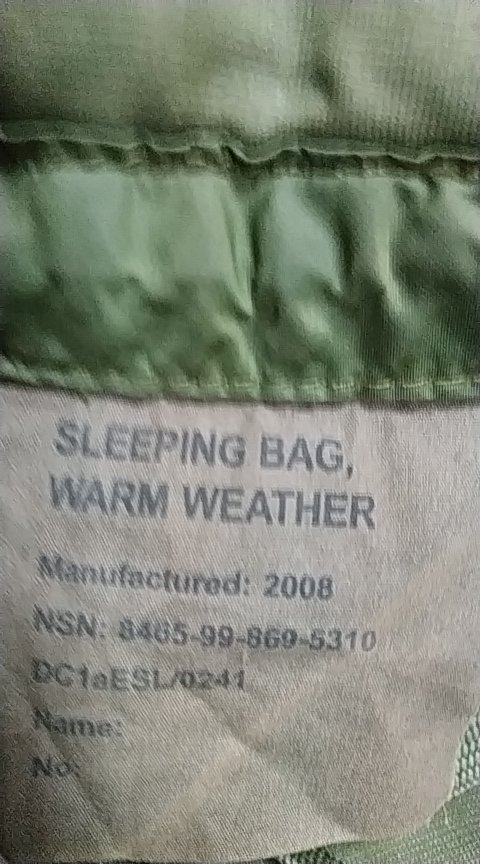 SLEEPING BAG,
WARM WEATHER
Manufactured: 2008
NSN: 8465-99-869-5310
DC1aESL/0241
Name:
No: